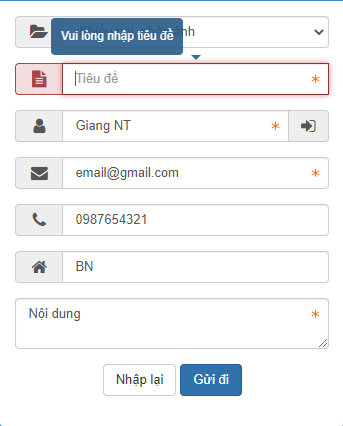 Vui lòng nhập tiêu đề
Tiêu đề *
Giang NT *
email@gmail.com *
0987654321
BN
Nội dung *
Nhập lại
Gửi đi